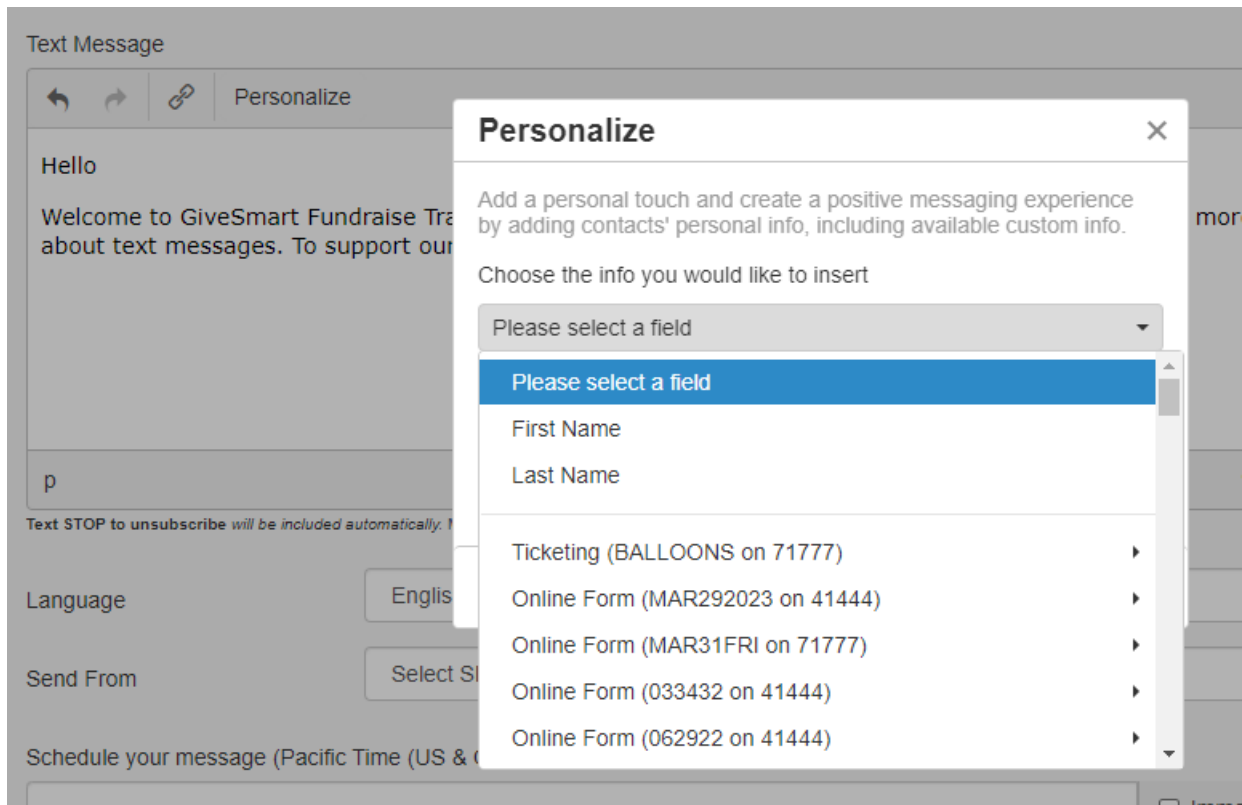 Text Message
Personalize
Hello
Welcome to GiveSmart Fundraise
about text messages. To support our
p
Text STOP to unsubscribe will be included automatically.
Language
Send From
Select
Schedule your message (Pacific Time (US &
Personalize
Add a personal touch and create a positive messaging experience
by adding contacts' personal info, including available custom info.
Choose the info you would like to insert
Please select a field
Please select a field
First Name
Last Name
Ticketing (BALLOONS on 71777)
Online Form (MAR292023 on 41444)
Online Form (MAR31FRI on 71777)
Online Form (033432 on 41444)
Online Form (062922 on 41444)